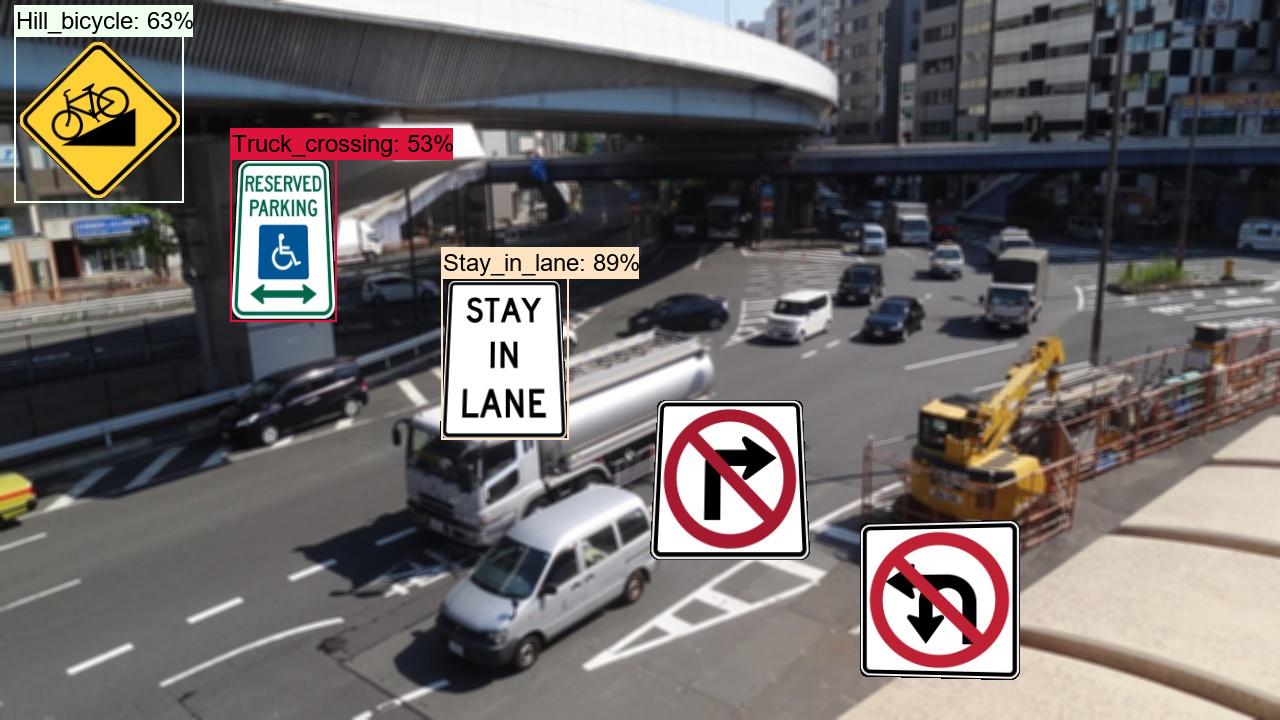 Hill_bicycle: 63%
Truck_crossing: 53%
RESERVED
PARKING
Stay_in_lane: 89%
STAY
IN
LANE